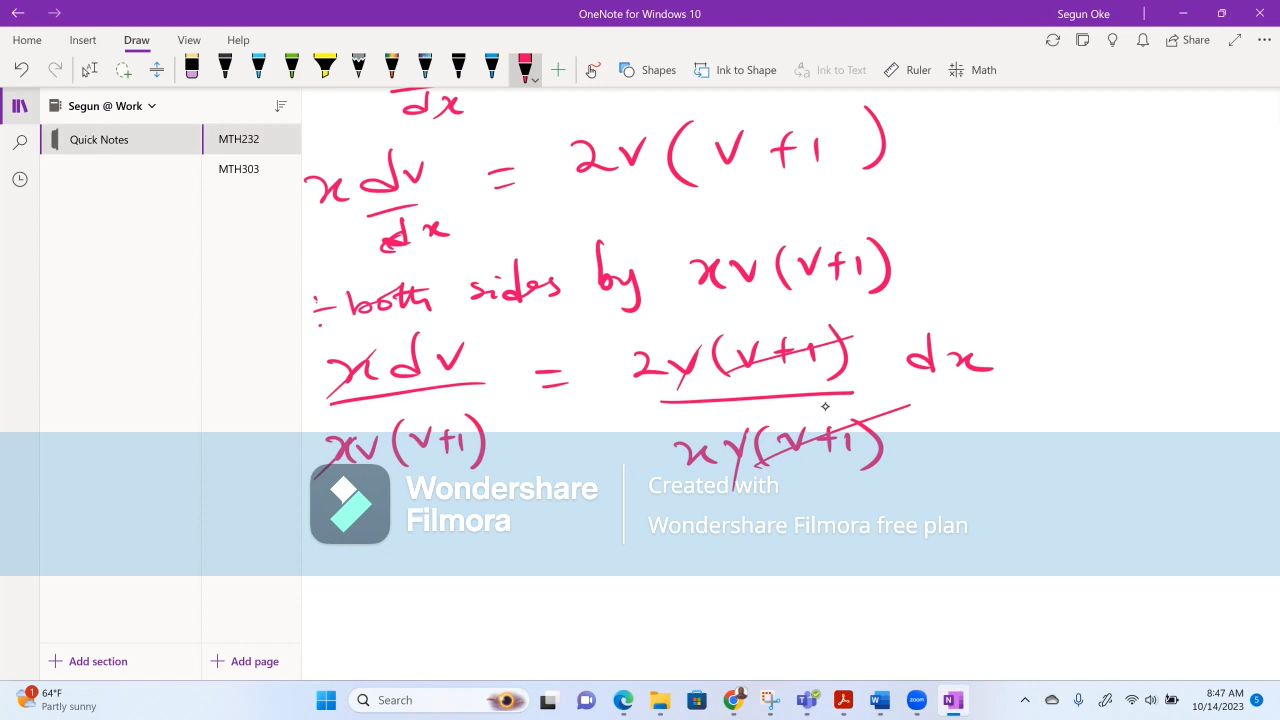 OneNote for Windows 10
Segun Oke
Home Insert Draw View Help
Share
Shapes
Ink to Shape
Ink to Text
Ruler
Math
Segun @ Work
Quick Notes
MTH232
MTH303
dx
x dv/dx = 2v(v+1)
÷ both sides by xv(v+1)
xdv/xv(v+1) = 2v(v+1)/xv(v+1) dx
Wondershare
Filmora
Created with
Wondershare Filmora free plan
+ Add section
+ Add page
1
64°F
Partly sunny
Search
8:47 AM
10/14/2023
5